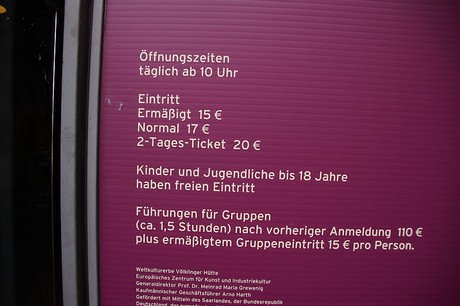 Öffnungszeiten
täglich ab 10 Uhr
Eintritt
Ermäßigt 15 €
Normal 17 €
2-Tages-Ticket 20 €
Kinder und Jugendliche bis 18 Jahre
haben freien Eintritt
Führungen für Gruppen
(ca. 1,5 Stunden) nach vorheriger Anmeldung 110 €
plus ermäßigtem Gruppeneintritt 15 € pro Person.
Weltkulturerbe Völklinger Hütte
Europäisches Zentrum für Kunst und Industriekultur
Generaldirektor Prof. Dr. Meinrad Maria Grewenig
Kaufmännischer Geschäftsführer Arno Harth
Gefördert mit Mitteln des Saarlandes, der Bundesrepublik